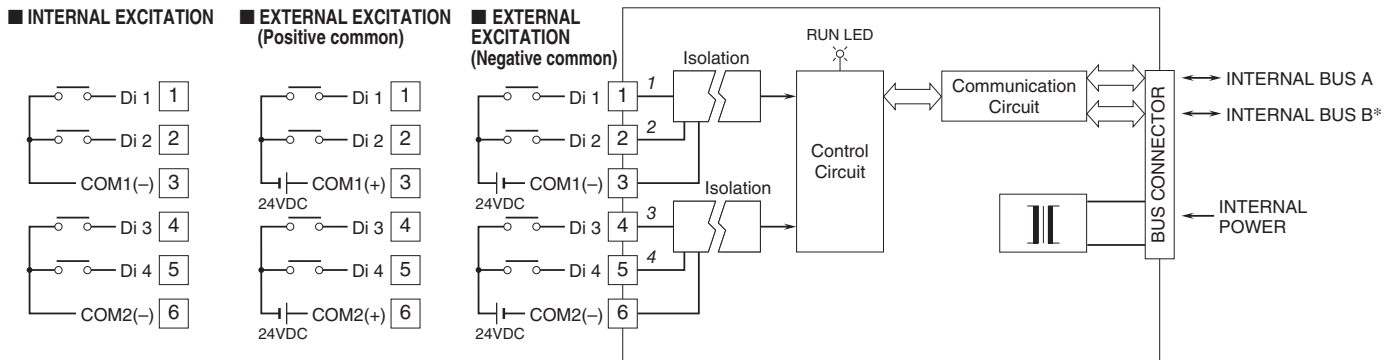 ■ INTERNAL EXCITATION
Di 1 1
Di 2 2
COM1(–) 3
Di 3 4
Di 4 5
COM2(–) 6
■ EXTERNAL EXCITATION
(Positive common)
Di 1 1
Di 2 2
COM1(+) 3
24VDC
Di 3 4
Di 4 5
COM2(+) 6
24VDC
■ EXTERNAL
EXCITATION
(Negative common)
Di 1 1
Di 2 2
COM1(–) 3
24VDC
Di 3 4
Di 4 5
COM2(–) 6
24VDC
1
2
3
4
Isolation
Isolation
RUN LED
Control
Circuit
Communication
Circuit
BUS CONNECTOR
INTERNAL BUS A
INTERNAL BUS B*
INTERNAL
POWER